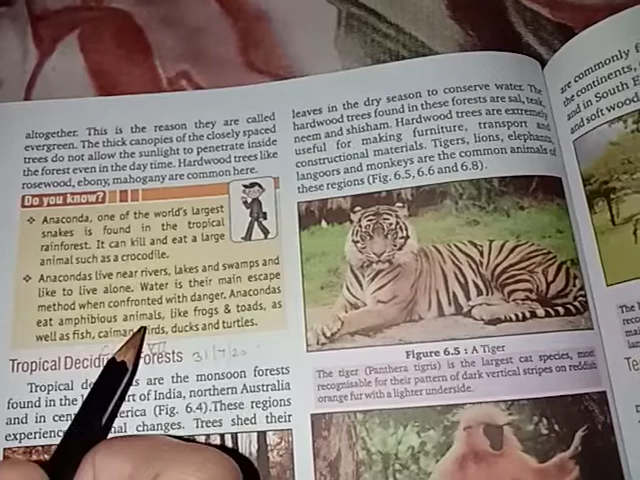 altogether. This is the reason they are called
evergreen. The thick canopies of the closely spaced
trees do not allow the sunlight to penetrate inside
the forest even in the day time. Hardwood trees like
rosewood, ebony, mahogany are common here.
Do you know?
Anaconda, one of the world's largest
snakes is found in the tropical
rainforest. It can kill and eat a large
animal such as a crocodile.
Anacondas live near rivers, Lakes and swamps and
like to live alone. Water is their main escape
method when confronted with danger. Anacondas
eat amphibious animals, like frogs & toads, as
well as fish, caiman, birds, ducks and turtles.
Tropical Forests 31/7/20
Tropical are the monsoon forests
found in the of India, northern Australia
and in (Fig. 6.4).These regions
changes. Trees shed their
leaves in the dry season to conserve water. The
hardwood trees found in these forests are sal, teak,
neem and shisham. Hardwood trees are extremely
useful for making furniture, transport and
constructional materials. Tigers, lions, elephants,
langoors and monkeys are the common animals of
these regions (Fig. 6.5, 6.6 and 6.8).
Figure 6.5 : A Tiger
The tiger (Panthera tigris) is the largest cat species, most
recognisable for their pattern of dark vertical stripes on reddish
orange fur with a lighter underside.
are commonly
the continents,
and in South
and soft wood